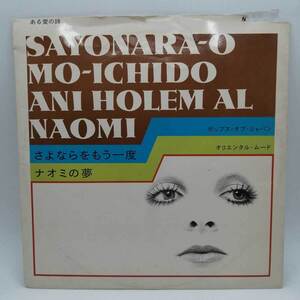 ある愛の詩
SAYONARA-O
MO-ICHIDO
ANI HOLEM AL
NAOMI
さよならをもう一度
ナオミの夢
ポップス・オブ・ジャパン
オリエンタル・ムード